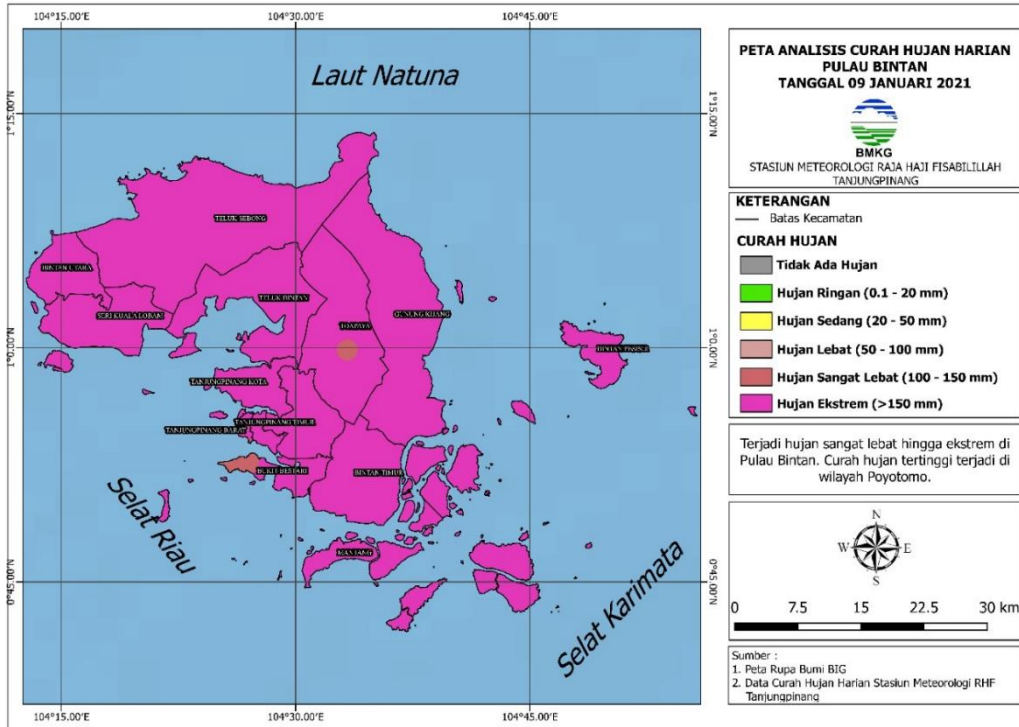 104°15.00'E 104°30.00'E 104°45.00'E
1°15.00'N 1°15.00'N
Laut Natuna
TELUK SEBONG
BINTAN UTARA
TELUK BINTAN
SERI KUALA LOBAM
GUNUNG KIJANG
TOAPAYA
1°0.00'N 1°0.00'N
BINTAN PESISIR
TANJUNGPINANG KOTA
TANJUNGPINANG TIMUR
TANJUNGPINANG BARAT
BUKIT BESTARI
BINTAN TIMUR
Selat Riau
MANTANG
0°45.00'N 0°45.00'N
Selat Karimata
104°15.00'E 104°30.00'E 104°45.00'E
PETA ANALISIS CURAH HUJAN HARIAN
PULAU BINTAN
TANGGAL 09 JANUARI 2021
BMKG
STASIUN METEOROLOGI RAJA HAJI FISABILILLAH
TANJUNGPINANG
KETERANGAN
Batas Kecamatan
CURAH HUJAN
Tidak Ada Hujan
Hujan Ringan (0.1 - 20 mm)
Hujan Sedang (20 - 50 mm)
Hujan Lebat (50 - 100 mm)
Hujan Sangat Lebat (100 - 150 mm)
Hujan Ekstrem (>150 mm)
Terjadi hujan sangat lebat hingga ekstrem di
Pulau Bintan. Curah hujan tertinggi terjadi di
wilayah Poyotomo.
N
W E
S
0 7.5 15 22.5 30 km
Sumber :
1. Peta Rupa Bumi BIG
2. Data Curah Hujan Harian Stasiun Meteorologi RHF
Tanjungpinang